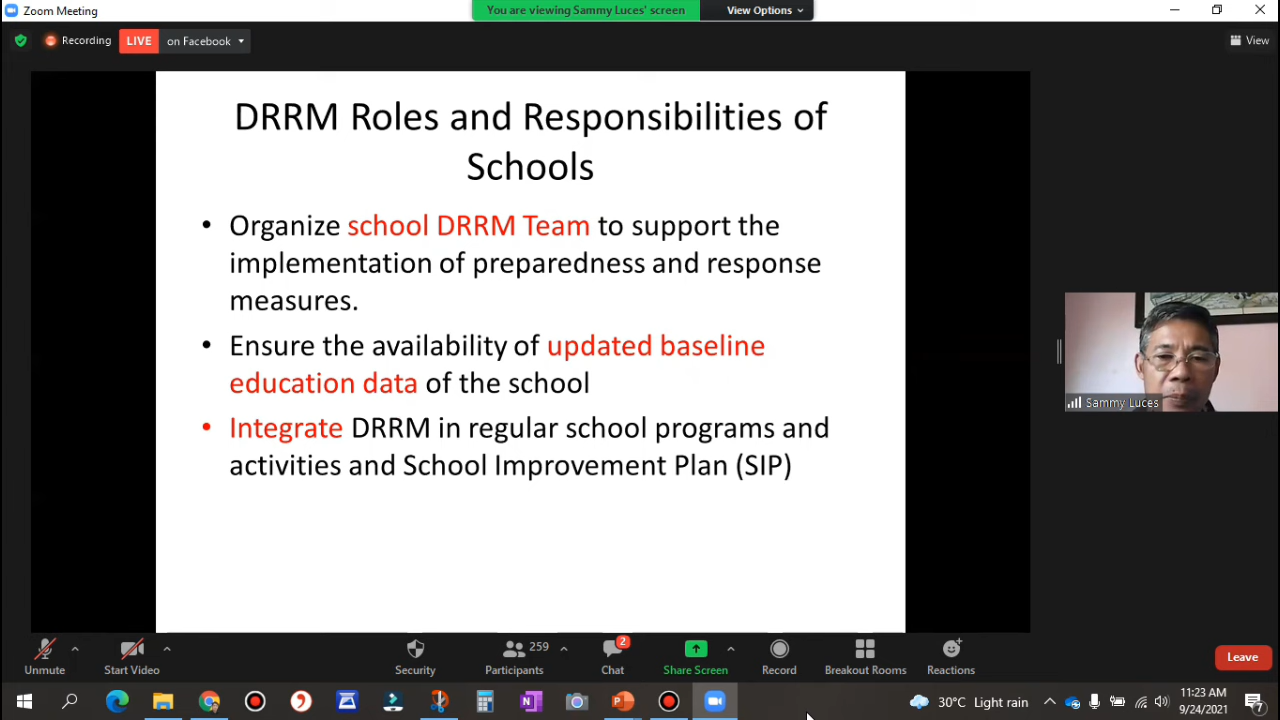 Zoom Meeting
You are viewing Sammy Luces' screen
View Options
Recording
LIVE
on Facebook
View
DRRM Roles and Responsibilities of
Schools
• Organize school DRRM Team to support the
implementation of preparedness and response
measures.
• Ensure the availability of updated baseline
education data of the school
• Integrate DRRM in regular school programs and
activities and School Improvement Plan (SIP)
Sammy Luces
Unmute
Start Video
Security
Participants
259
Chat
2
Share Screen
Record
Breakout Rooms
Reactions
Leave
30°C Light rain
11:23 AM
9/24/2021
7